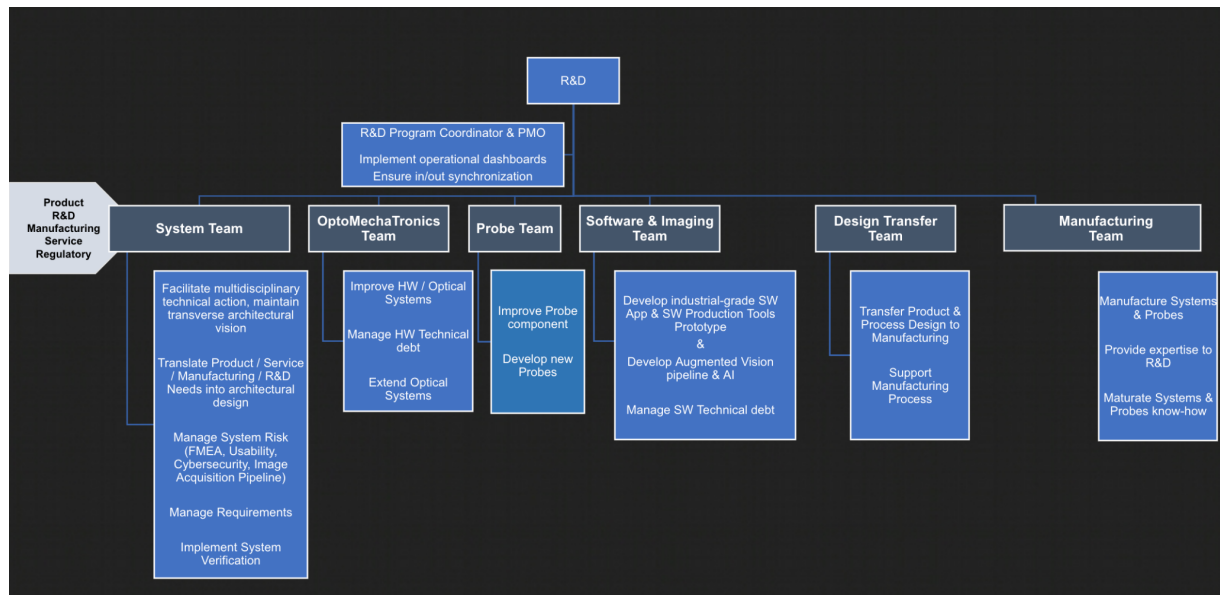 R&D
R&D Program Coordinator & PMO
Implement operational dashboards
Ensure in/out synchronization
Product
R&D
Manufacturing
Service
Regulatory
System Team
OptoMechaTronics
Team
Probe Team
Software & Imaging
Team
Design Transfer
Team
Manufacturing
Team
Facilitate multidisciplinary
technical action, maintain
transverse architectural
vision
Translate Product / Service
/ Manufacturing / R&D
Needs into architectural
design
Manage System Risk
(FMEA, Usability,
Cybersecurity, Image
Acquisition Pipeline)
Manage Requirements
Implement System
Verification
Improve HW / Optical
Systems
Manage HW Technical
debt
Extend Optical
Systems
Improve Probe
component
Develop new
Probes
Develop industrial-grade SW
App & SW Production Tools
Prototype
&
Develop Augmented Vision
pipeline & AI
Manage SW Technical debt
Transfer Product &
Process Design to
Manufacturing
Support
Manufacturing
Process
Manufacture Systems
& Probes
Provide expertise to
R&D
Maturate Systems &
Probes know-how